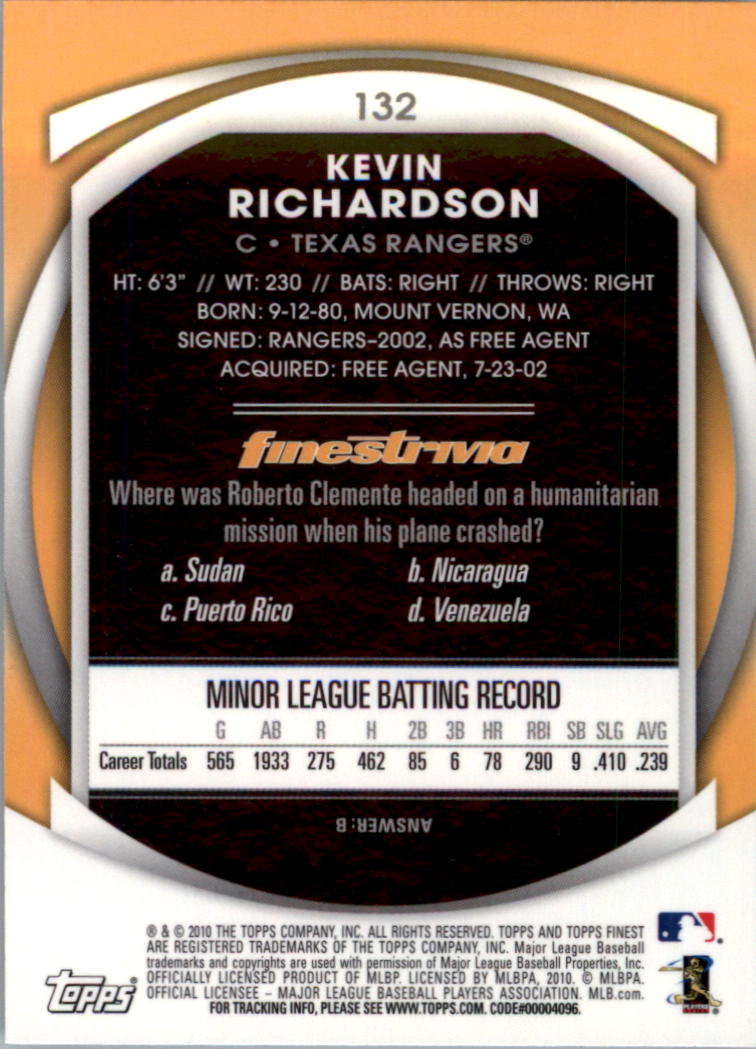 132
KEVIN
RICHARDSON
C • TEXAS RANGERS®
HT: 6'3" // WT: 230 // BATS: RIGHT // THROWS: RIGHT
BORN: 9-12-80, MOUNT VERNON, WA
SIGNED: RANGERS–2002, AS FREE AGENT
ACQUIRED: FREE AGENT, 7-23-02
finestrivia
Where was Roberto Clemente headed on a humanitarian
mission when his plane crashed?
a. Sudan b. Nicaragua
c. Puerto Rico d. Venezuela
MINOR LEAGUE BATTING RECORD
G AB R H 2B 3B HR RBI SB SLG AVG
Career Totals 565 1933 275 462 85 6 78 290 9 .410 .239
ANSWER: B
® & © 2010 THE TOPPS COMPANY, INC. ALL RIGHTS RESERVED. TOPPS AND TOPPS FINEST
ARE REGISTERED TRADEMARKS OF THE TOPPS COMPANY, INC. Major League Baseball
trademarks and copyrights are used with permission of Major League Baseball Properties, Inc.
OFFICIALLY LICENSED PRODUCT OF MLBP. LICENSED BY MLBPA, 2010. © MLBPA.
OFFICIAL LICENSEE – MAJOR LEAGUE BASEBALL PLAYERS ASSOCIATION. MLB.com.
FOR TRACKING INFO, PLEASE SEE WWW.TOPPS.COM. CODE#00004096.
topps®